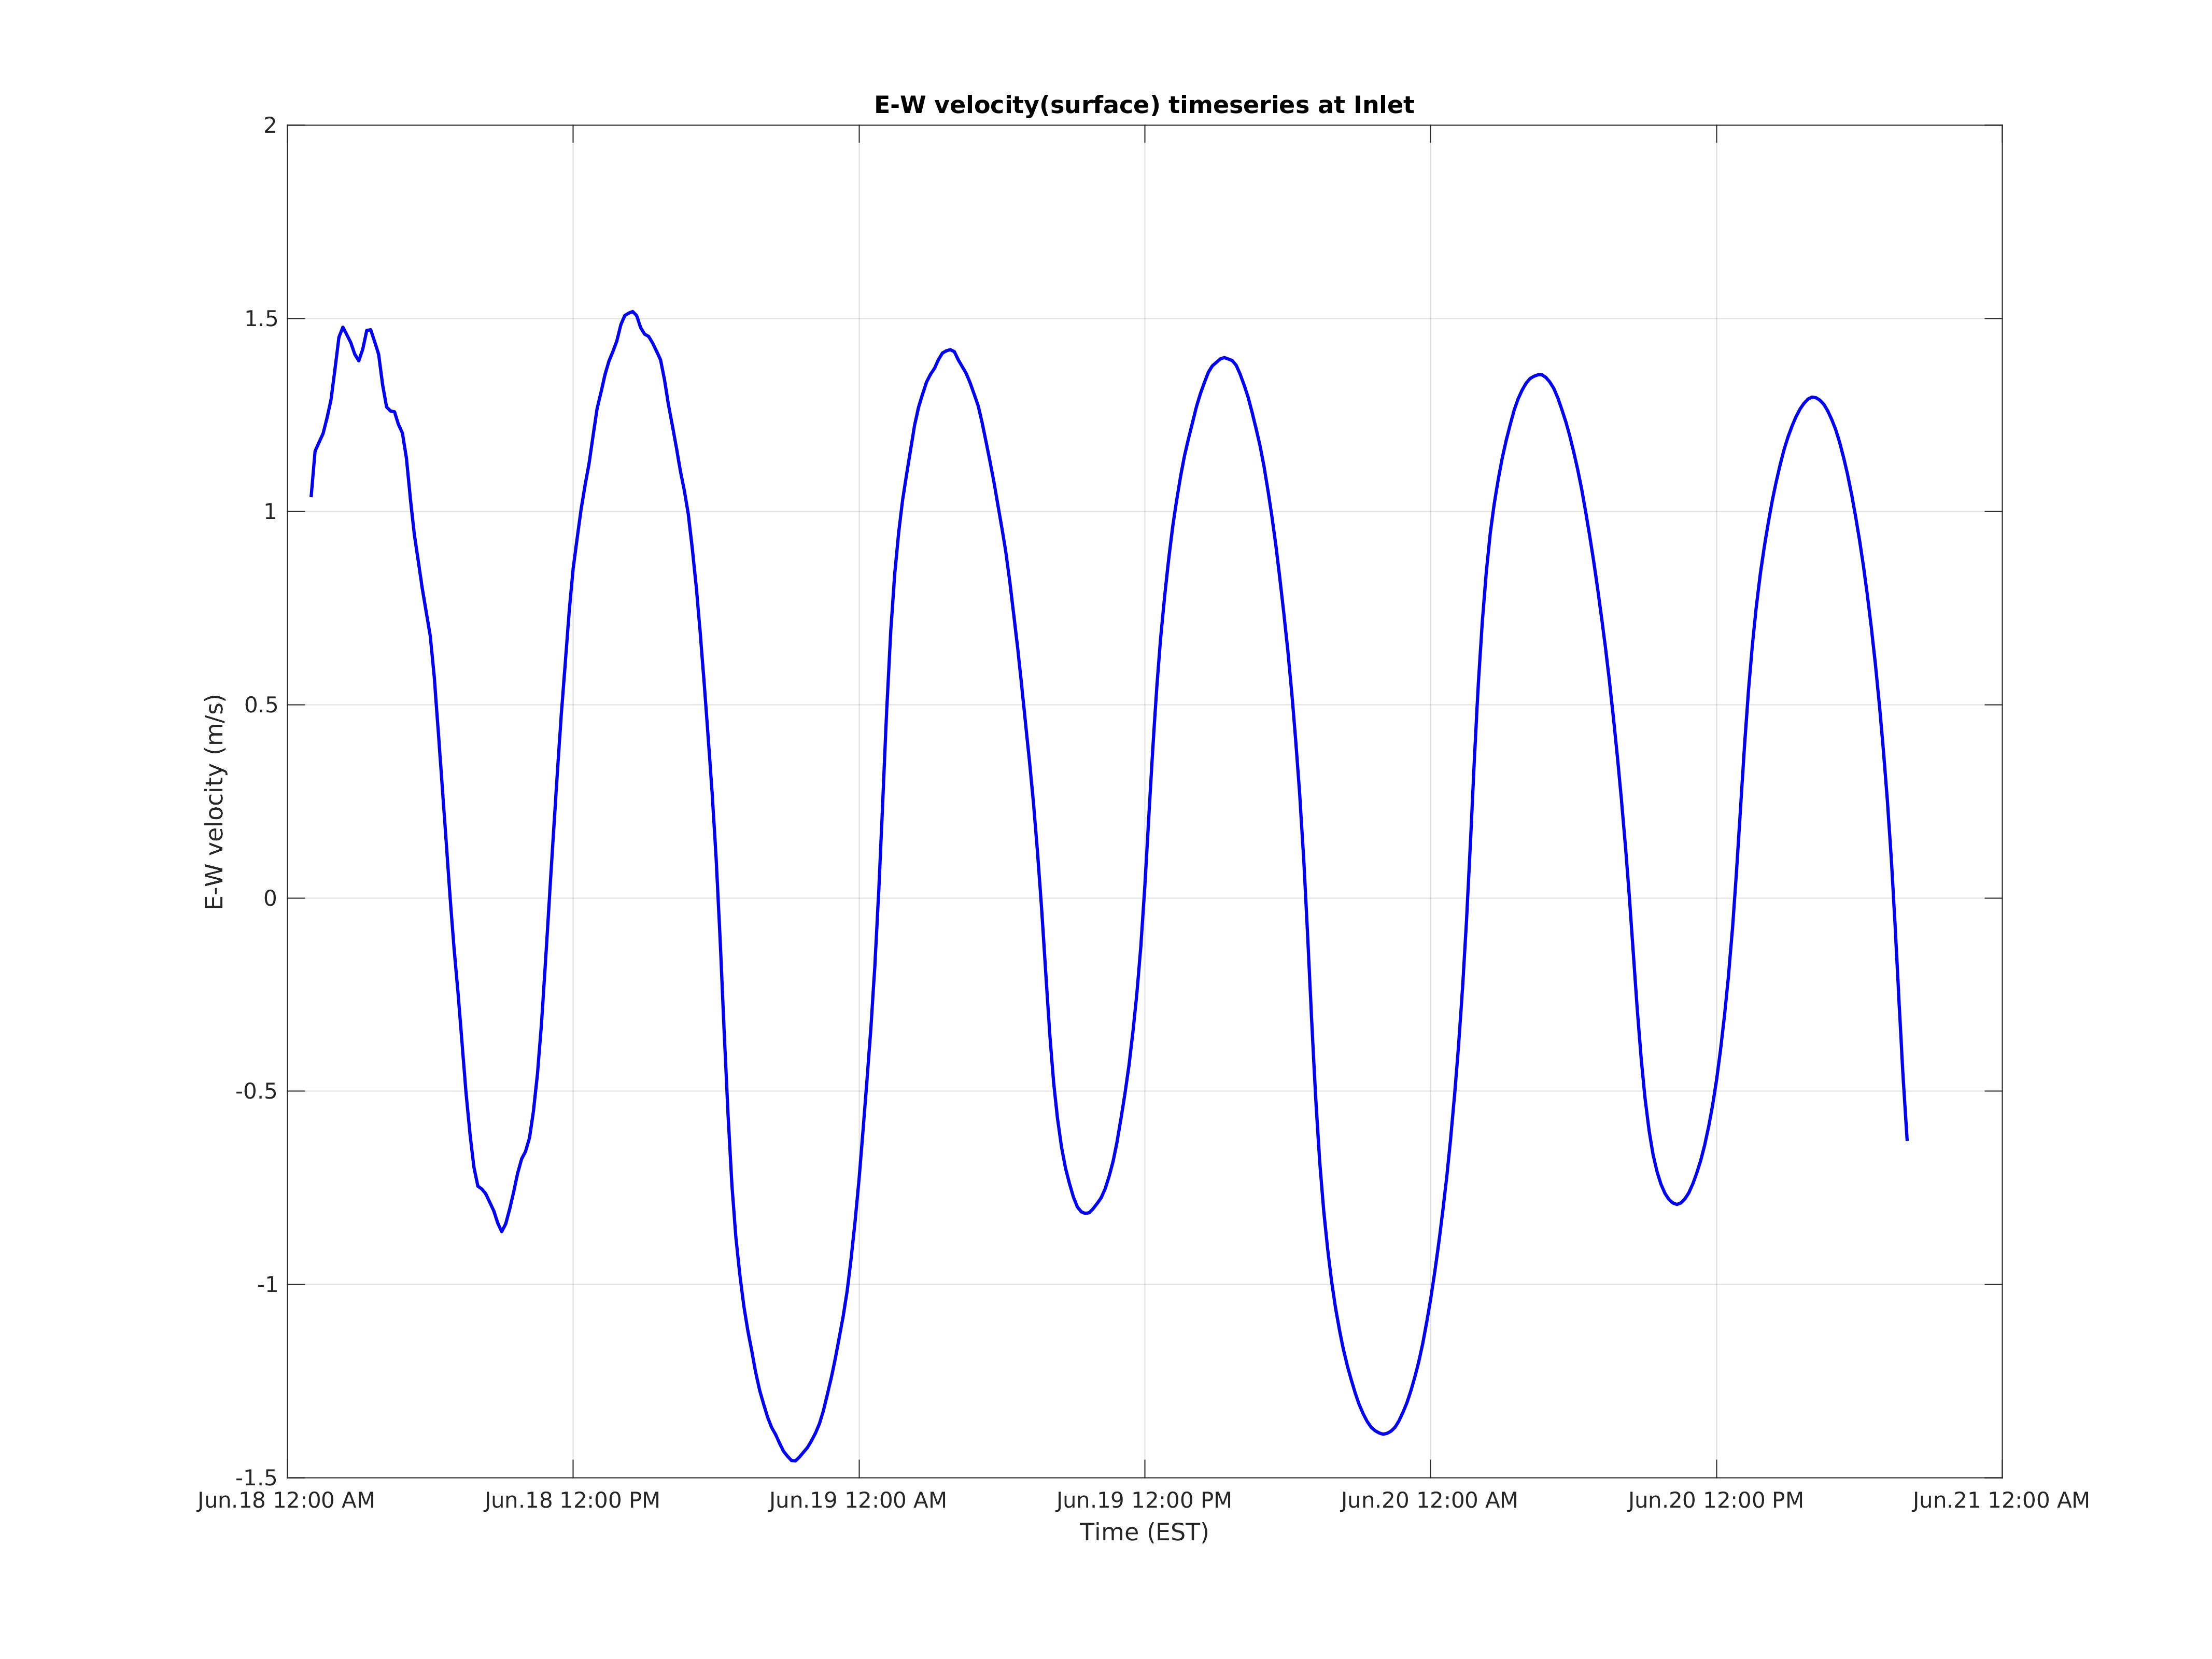 E-W velocity(surface) timeseries at Inlet
2
1.5
1
0.5
0
-0.5
-1
-1.5
E-W velocity (m/s)
Jun.18 12:00 AM Jun.18 12:00 PM Jun.19 12:00 AM Jun.19 12:00 PM Jun.20 12:00 AM Jun.20 12:00 PM Jun.21 12:00 AM
Time (EST)